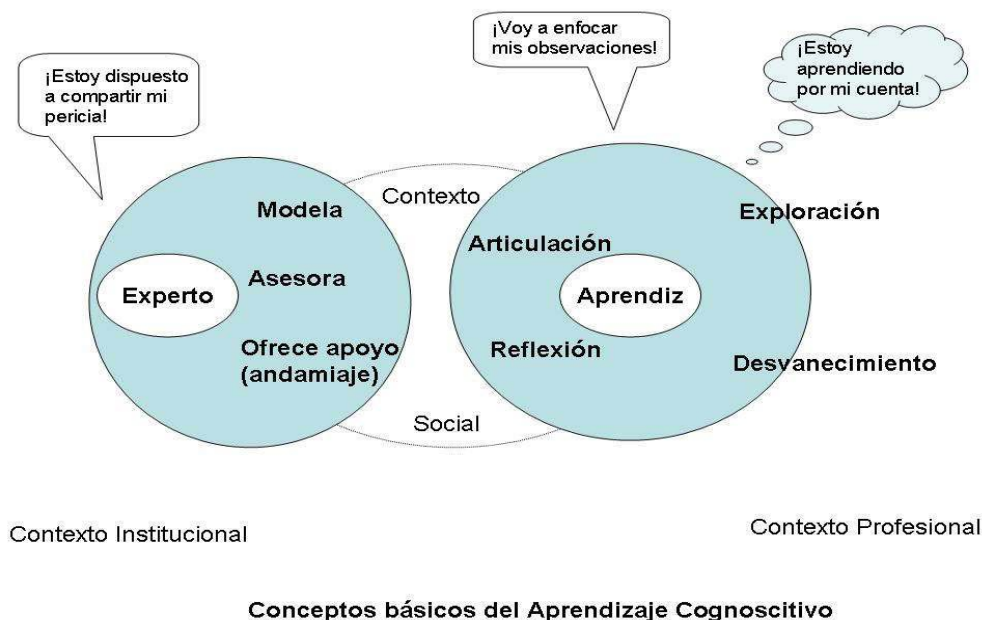 ¡Estoy dispuesto
a compartir mi
pericia!
¡Voy a enfocar
mis observaciones!
¡Estoy
aprendiendo
por mi cuenta!
Modela
Asesora
Ofrece apoyo
(andamiaje)
Experto
Contexto
Social
Articulación
Aprendiz
Reflexión
Exploración
Desvanecimiento
Contexto Institucional
Contexto Profesional
Conceptos básicos del Aprendizaje Cognoscitivo